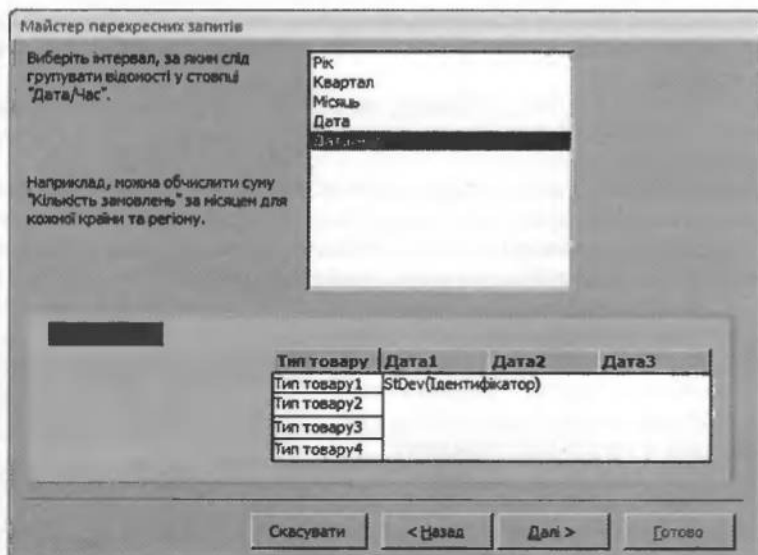 Майстер перехресних запитів
Виберіть інтервал, за яким слід
групувати відомості у стовпці
"Дата/Час".
Рік
Квартал
Місяць
Дата
Наприклад, можна обчислити суму
"Кількість замовлень" за місяцем для
кожної країни та регіону.
Тип товару Дата1 Дата2 Дата3
Тип товару1 StDev(Ідентифікатор)
Тип товару2
Тип товару3
Тип товару4
Скасувати < Назад Далі > Готово